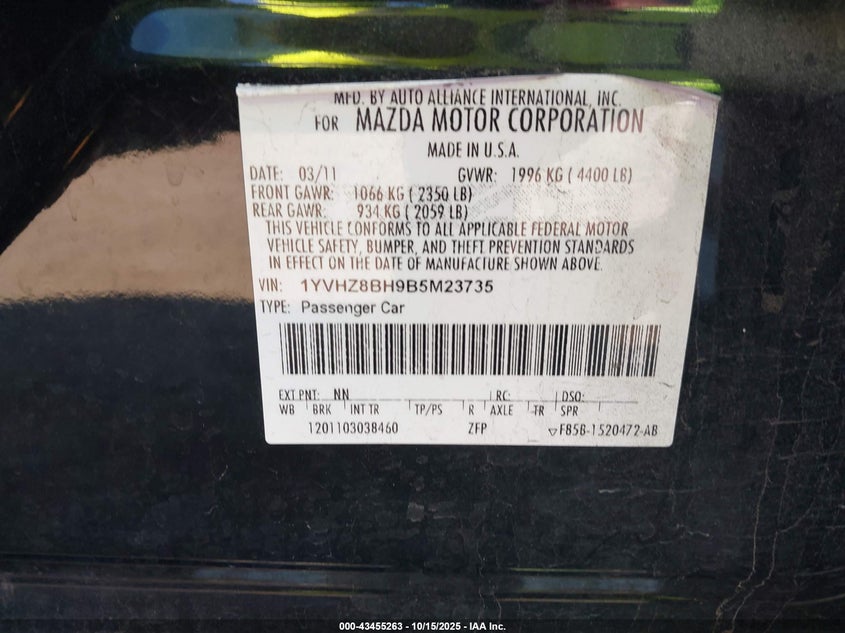 MFD. BY AUTO ALLIANCE INTERNATIONAL, INC.
FOR MAZDA MOTOR CORPORATION
MADE IN U.S.A.
DATE: 03/11 GVWR: 1996 KG ( 4400 LB)
FRONT GAWR: 1066 KG ( 2350 LB)
REAR GAWR: 934 KG ( 2059 LB)
THIS VEHICLE CONFORMS TO ALL APPLICABLE FEDERAL MOTOR
VEHICLE SAFETY, BUMPER, AND THEFT PREVENTION STANDARDS
IN EFFECT ON THE DATE OF MANUFACTURE SHOWN ABOVE.
VIN: 1YVHZ8BH9B5M23735
TYPE: Passenger Car
EXT PNT: NN RC: DSO:
WB BRK INT TR TP/PS R AXLE TR SPR
1201103038460 ZFP ▽F85B-1520472-AB
000-43455263 - 10/15/2025 - IAA Inc.